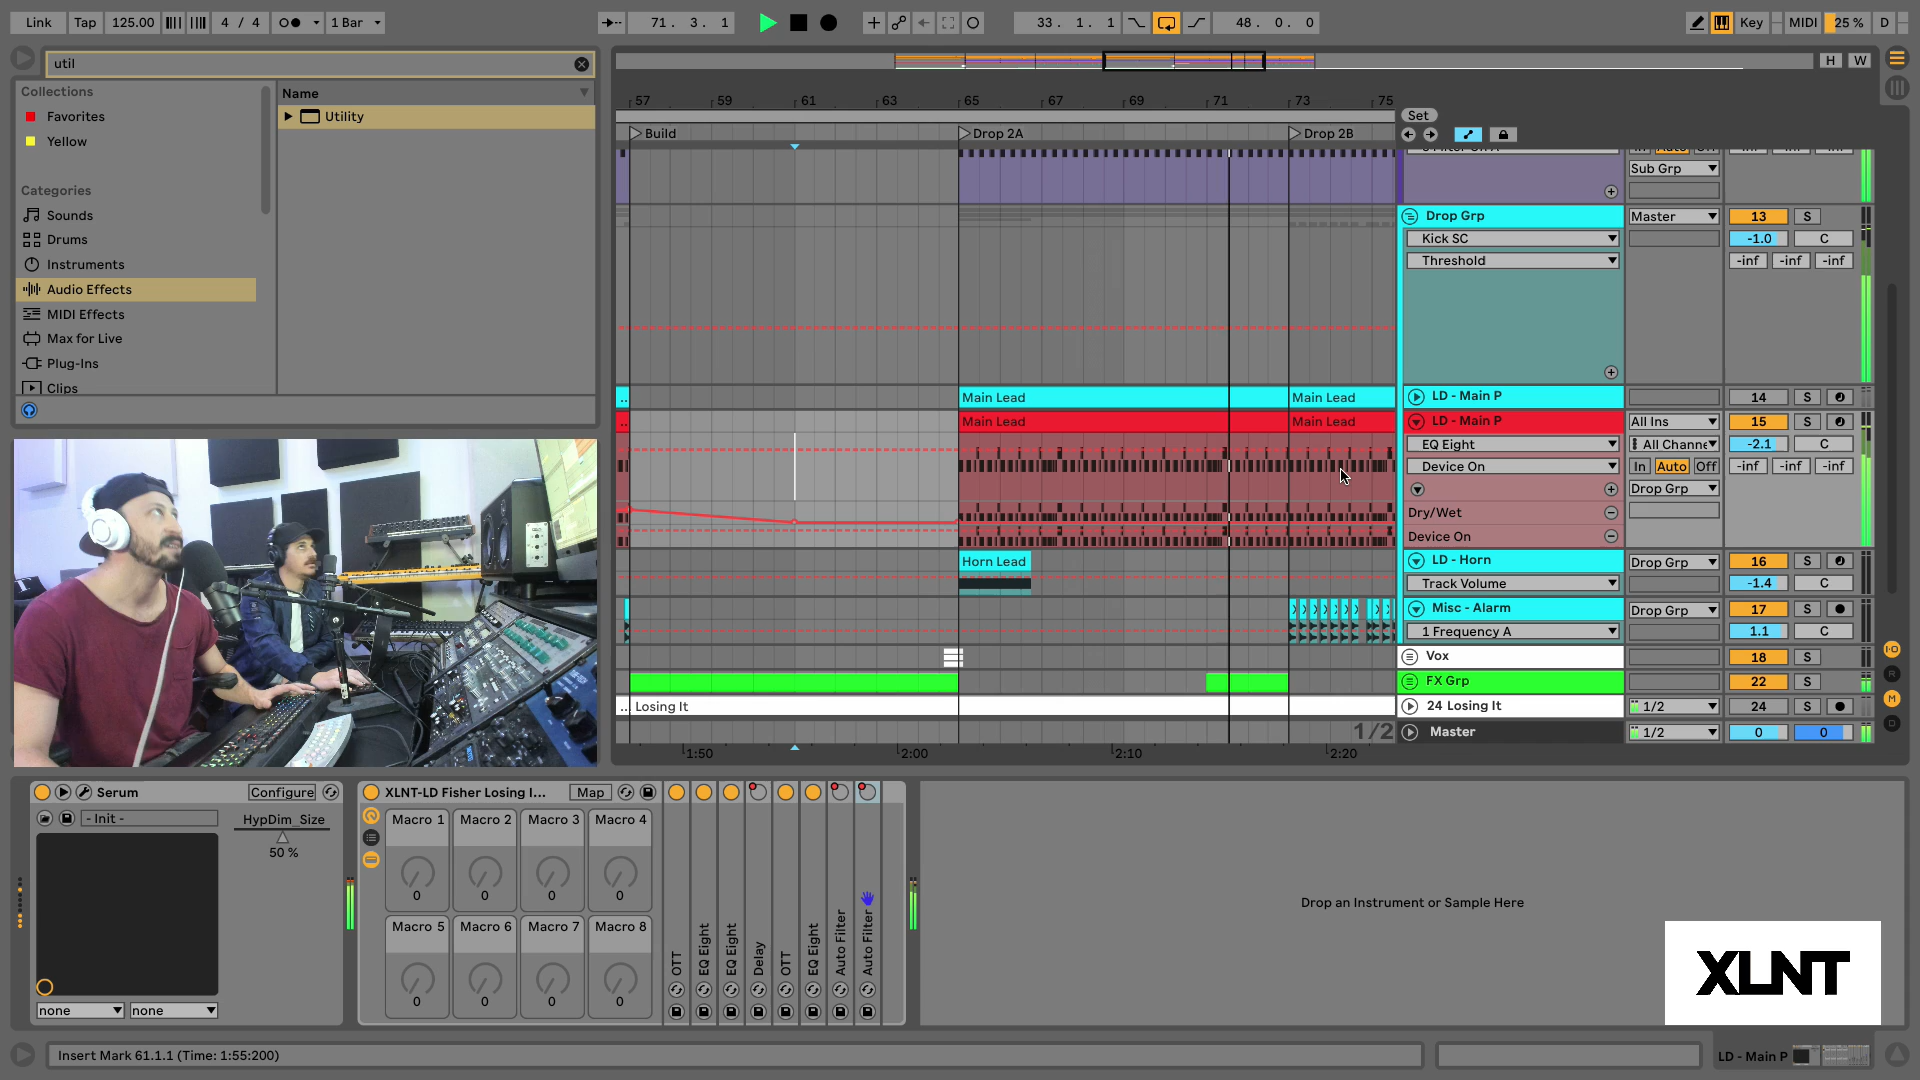 Link Tap 125.00 4 / 4 1 Bar 71. 3. 1 33. 1. 1 48. 0. 0 Key MIDI 25 % D
util
H W
Collections
Favorites
Yellow
Categories
Sounds
Drums
Instruments
Audio Effects
MIDI Effects
Max for Live
Plug-Ins
Clips
Name
Utility
57 59 61 63 65 67 69 71 73 75
Set
Build Drop 2A Drop 2B
Sub Grp
Drop Grp Master 13 S
Kick SC -1.0 C
Threshold -inf -inf -inf
.. Main Lead Main Lead LD - Main P 14 S
.. Main Lead Main Lead LD - Main P All Ins 15 S
EQ Eight All Channe -2.1 C
Device On In Auto Off -inf -inf -inf
Drop Grp
Dry/Wet
Device On
Horn Lead LD - Horn Drop Grp 16 S
Track Volume -1.4 C
Misc - Alarm Drop Grp 17 S
1 Frequency A 1.1 C
Vox 18 S
FX Grp 22 S
... Losing It 24 Losing It 1/2 24 S
1/2 Master 1/2 0 0
1:50 2:00 2:10 2:20
Serum Configure
- Init -
HypDim_Size
50 %
none none
XLNT-LD Fisher Losing I... Map
Macro 1 Macro 2 Macro 3 Macro 4
0 0 0 0
Macro 5 Macro 6 Macro 7 Macro 8
0 0 0 0
OTT
EQ Eight
EQ Eight
Delay
OTT
EQ Eight
Auto Filter
Auto Filter
Drop an Instrument or Sample Here
XLNT
Insert Mark 61.1.1 (Time: 1:55:200)
LD - Main P